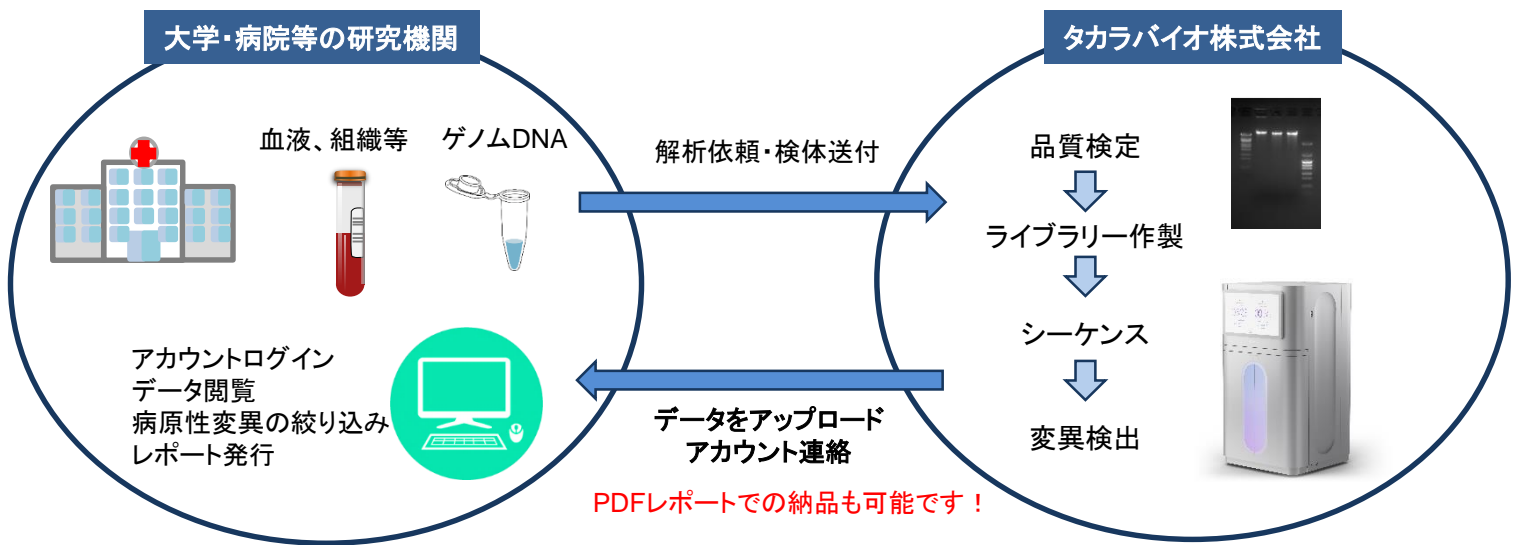 大学・病院等の研究機関
血液、組織等
ゲノムDNA
アカウントログイン
データ閲覧
病原性変異の絞り込み
レポート発行
解析依頼・検体送付
データをアップロード
アカウント連絡
PDFレポートでの納品も可能です！
タカラバイオ株式会社
品質検定
ライブラリー作製
シーケンス
変異検出